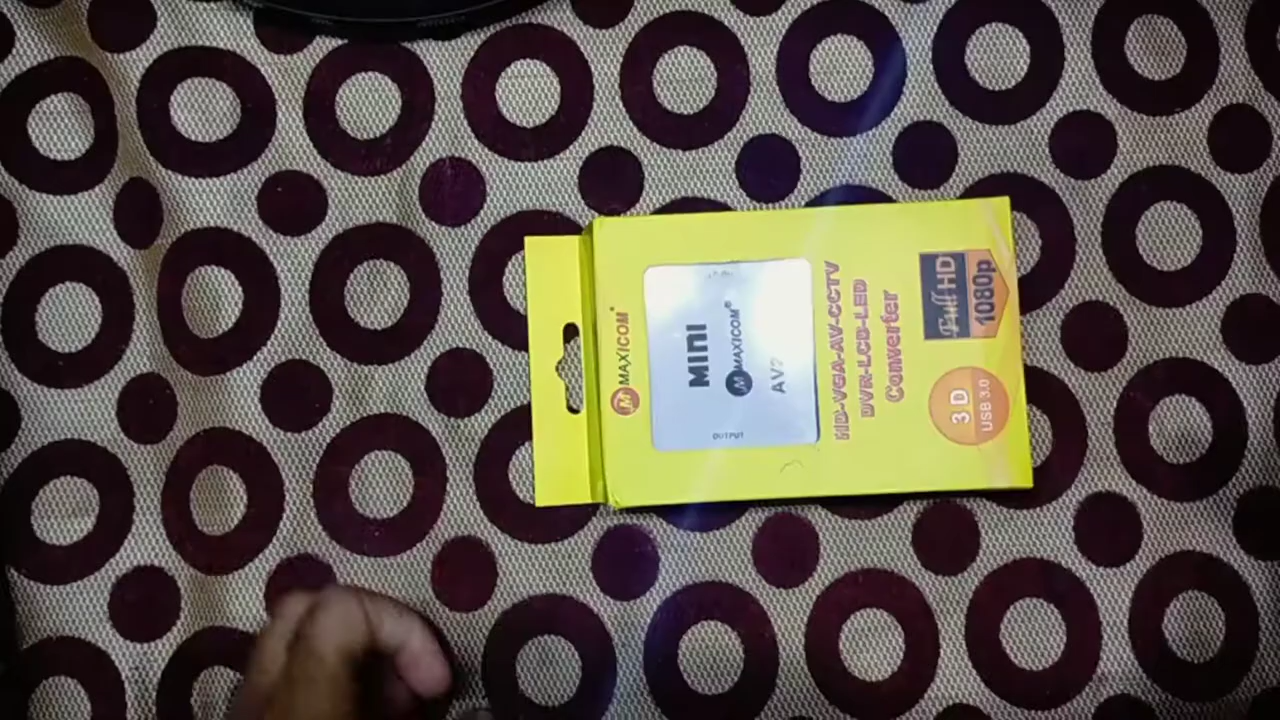 MAXICOM
MINI
MAXICOM®
OUTPUT
HD-VGA-AV-CCTV
DVR-LCD-LED
Converter
Full HD
1080p
3D
USB 3.0